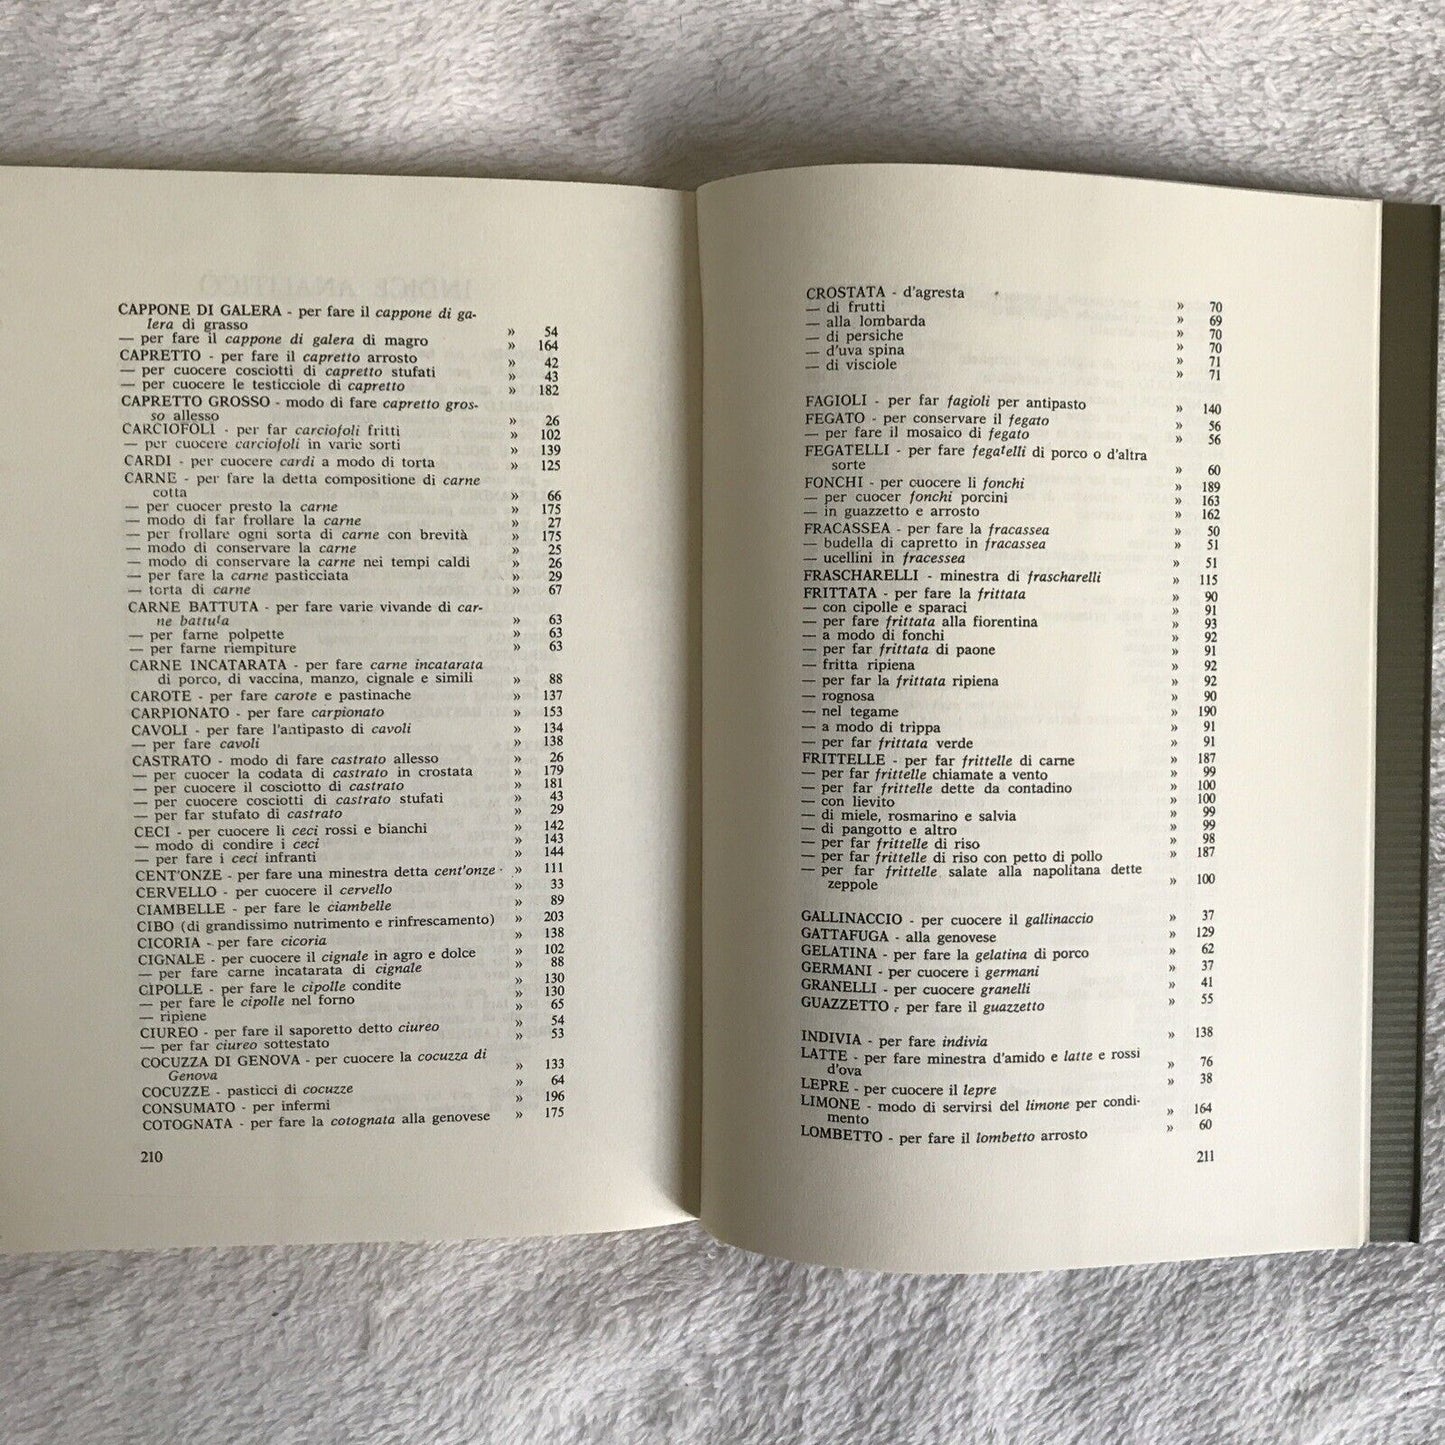 INDICE ANALITICO
CAPPONE DI GALERA - per fare il cappone di ga-
lera di grasso » 54
— per fare il cappone di galera di magro » 164
CAPRETTO - per fare il capretto arrosto » 42
— per cuocere cosciotti di capretto stufati » 43
— per cuocere le testicciole di capretto » 182
CAPRETTO GROSSO - modo di fare capretto gros-
so allesso » 26
CARCIOFOLI - per far carciofoli fritti » 102
— per cuocere carciofoli in varie sorti » 139
CARDI - per cuocere cardi a modo di torta » 125
CARNE - per fare la detta compositione di carne
cotta » 66
— per cuocer presto la carne » 175
— modo di far frollare la carne » 27
— per frollare ogni sorta di carne con brevità » 175
— modo di conservare la carne » 25
— modo di conservare la carne nei tempi caldi » 26
— per fare la carne pasticciata » 29
— torta di carne » 67
CARNE BATTUTA - per fare varie vivande di car-
ne battuta » 63
— per farne polpette » 63
— per farne riempiture » 63
CARNE INCATARATA - per fare carne incatarata
di porco, di vaccina, manzo, cignale e simili » 88
CAROTE - per fare carote e pastinache » 137
CARPIONATO - per fare carpionato » 153
CAVOLI - per fare l'antipasto di cavoli » 134
— per fare cavoli » 138
CASTRATO - modo di fare castrato allesso » 26
— per cuocer la codata di castrato in crostata » 179
— per cuocere il cosciotto di castrato » 181
— per cuocere cosciotti di castrato stufati » 43
— per far stufato di castrato » 29
CECI - per cuocere li ceci rossi e bianchi » 142
— modo di condire i ceci » 143
— per fare i ceci infranti » 144
CENT'ONZE - per fare una minestra detta cent'onze » 111
CERVELLO - per cuocere il cervello » 33
CIAMBELLE - per fare le ciambelle » 89
CIBO (di grandissimo nutrimento e rinfrescamento) » 203
CICORIA - per fare cicoria » 138
CIGNALE - per cuocere il cignale in agro e dolce » 102
— per fare carne incatarata di cignale » 88
CIPOLLE - per fare le cipolle condite » 130
— per fare le cipolle nel forno » 130
— ripiene » 65
CIUREO - per fare il saporetto detto ciureo » 54
— per far ciureo sottestato » 53
COCUZZA DI GENOVA - per cuocere la cocuzza di
Genova » 133
COCUZZE - pasticci di cocuzze » 64
CONSUMATO - per infermi » 196
COTOGNATA - per fare la cotognata alla genovese » 175
210
CROSTATA - d'agresta » 70
— di frutti » 69
— alla lombarda » 70
— di persiche » 70
— d'uva spina » 71
— di visciole » 71
FAGIOLI - per far fagioli per antipasto » 140
FEGATO - per conservare il fegato » 56
— per fare il mosaico di fegato » 56
FEGATELLI - per fare fegatelli di porco o d'altra
sorte » 60
FONCHI - per cuocere li fonchi » 189
— per cuocer fonchi porcini » 163
— in guazzetto e arrosto » 162
FRACASSEA - per fare la fracassea » 50
— budella di capretto in fracassea » 51
— ucellini in fracessea » 51
FRASCHARELLI - minestra di frascharelli » 115
FRITTATA - per fare la frittata » 90
— con cipolle e sparaci » 91
— per fare frittata alla fiorentina » 93
— a modo di fonchi » 92
— per far frittata di paone » 91
— fritta ripiena » 92
— per far la frittata ripiena » 92
— rognosa » 90
— nel tegame » 190
— a modo di trippa » 91
— per far frittata verde » 91
FRITTELLE - per far frittelle di carne » 187
— per far frittelle chiamate a vento » 99
— per far frittelle dette da contadino » 100
— con lievito » 100
— di miele, rosmarino e salvia » 99
— di pangotto e altro » 99
— per far frittelle di riso » 98
— per far frittelle di riso con petto di pollo » 187
— per far frittelle salate alla napolitana dette
zeppole » 100
GALLINACCIO - per cuocere il gallinaccio » 37
GATTAFUGA - alla genovese » 129
GELATINA - per fare la gelatina di porco » 62
GERMANI - per cuocere i germani » 37
GRANELLI - per cuocere granelli » 41
GUAZZETTO - per fare il guazzetto » 55
INDIVIA - per fare indivia » 138
LATTE - per fare minestra d'amido e latte e rossi
d'ova » 76
LEPRE - per cuocere il lepre » 38
LIMONE - modo di servirsi del limone per condi-
mento » 164
LOMBETTO - per fare il lombetto arrosto » 60
211